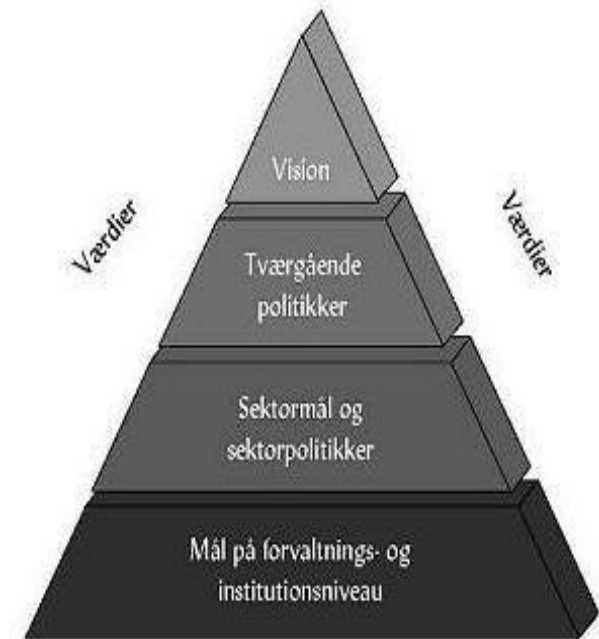 Vision
Værdier
Værdier
Tværgående
politikker
Sektormål og
sektorpolitikker
Mål på forvaltnings- og
institutionsniveau